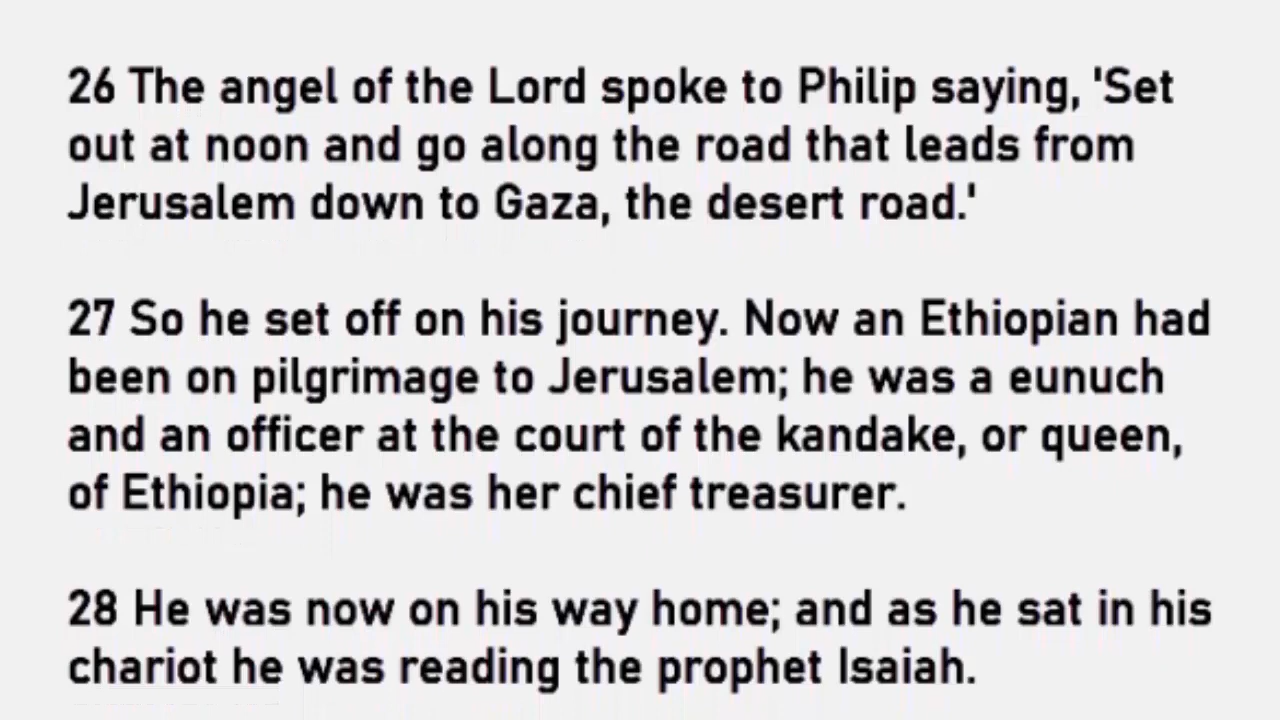 26 The angel of the Lord spoke to Philip saying, 'Set
out at noon and go along the road that leads from
Jerusalem down to Gaza, the desert road.'
27 So he set off on his journey. Now an Ethiopian had
been on pilgrimage to Jerusalem; he was a eunuch
and an officer at the court of the kandake, or queen,
of Ethiopia; he was her chief treasurer.
28 He was now on his way home; and as he sat in his
chariot he was reading the prophet Isaiah.